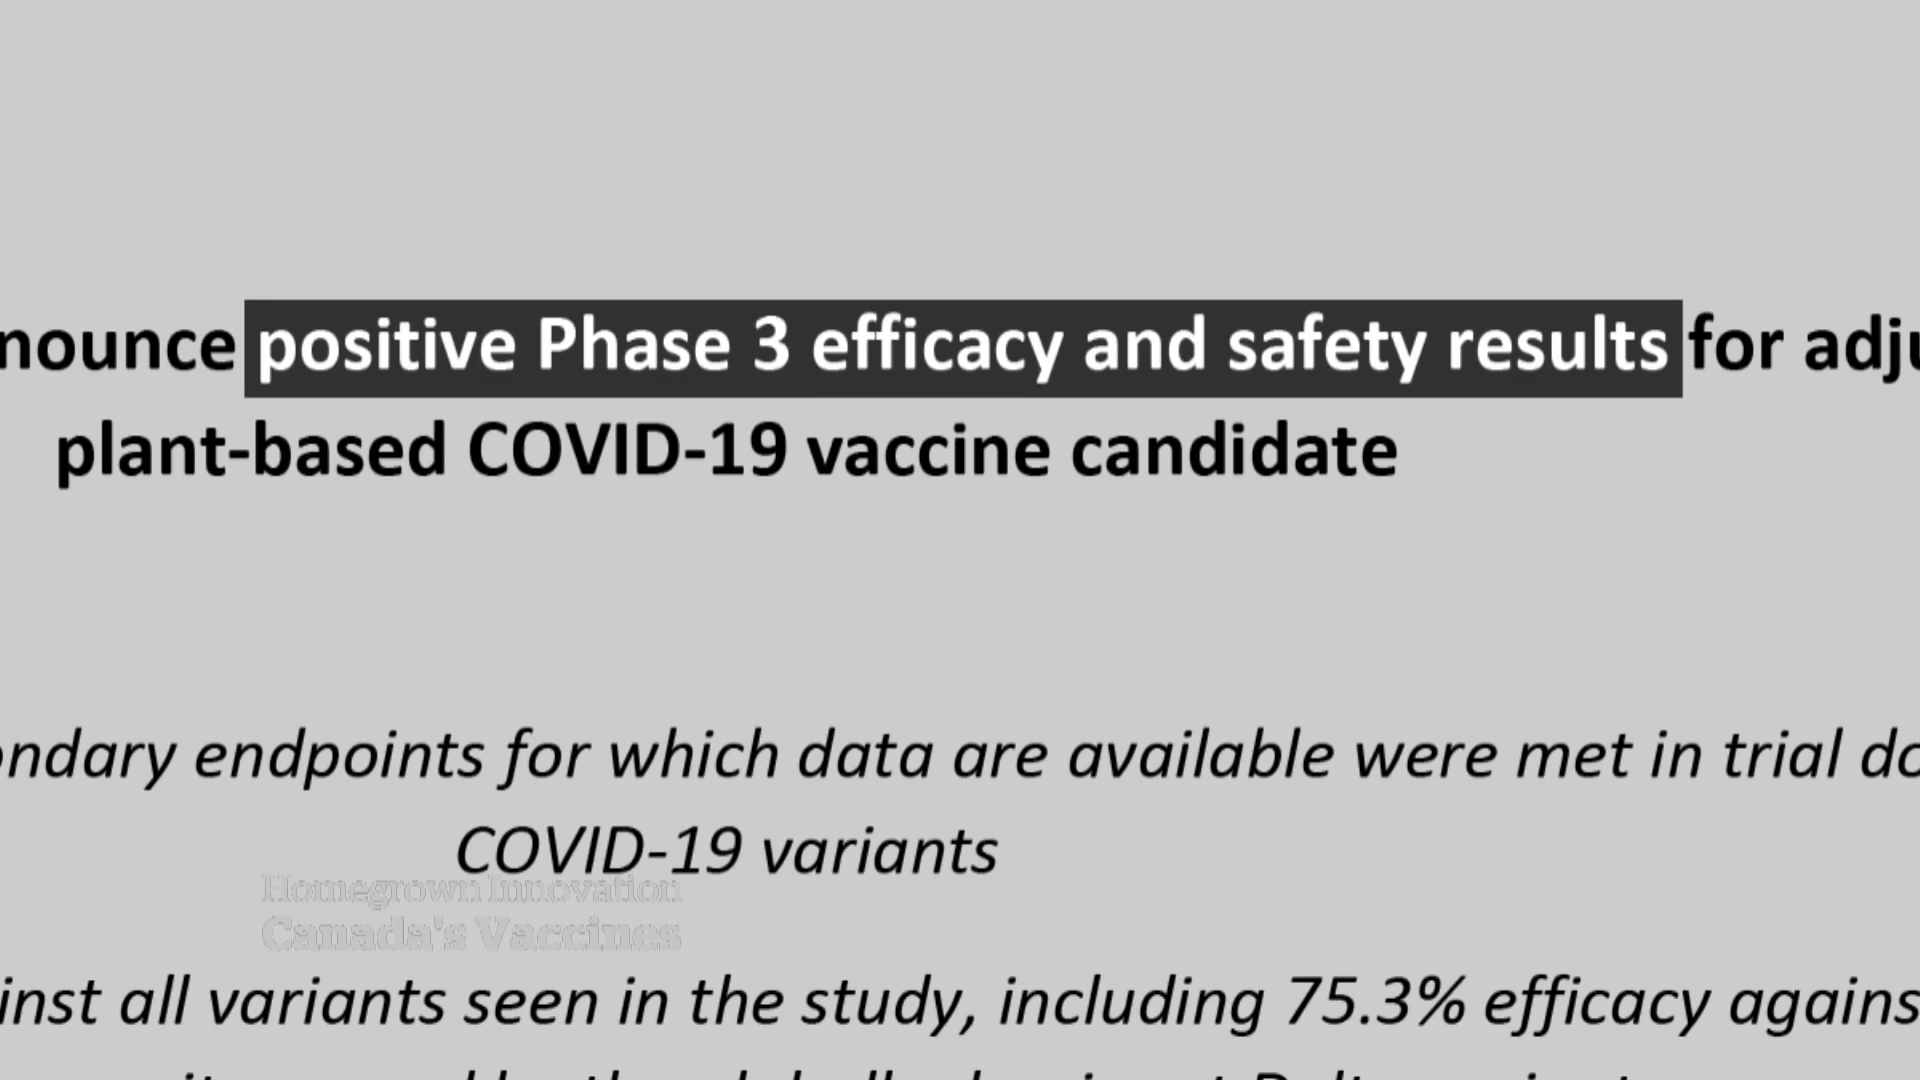 nounce positive Phase 3 efficacy and safety results for adju
plant-based COVID-19 vaccine candidate
ondary endpoints for which data are available were met in trial do
COVID-19 variants
Homegrown Innovation
Canada's Vaccines
inst all variants seen in the study, including 75.3% efficacy agains